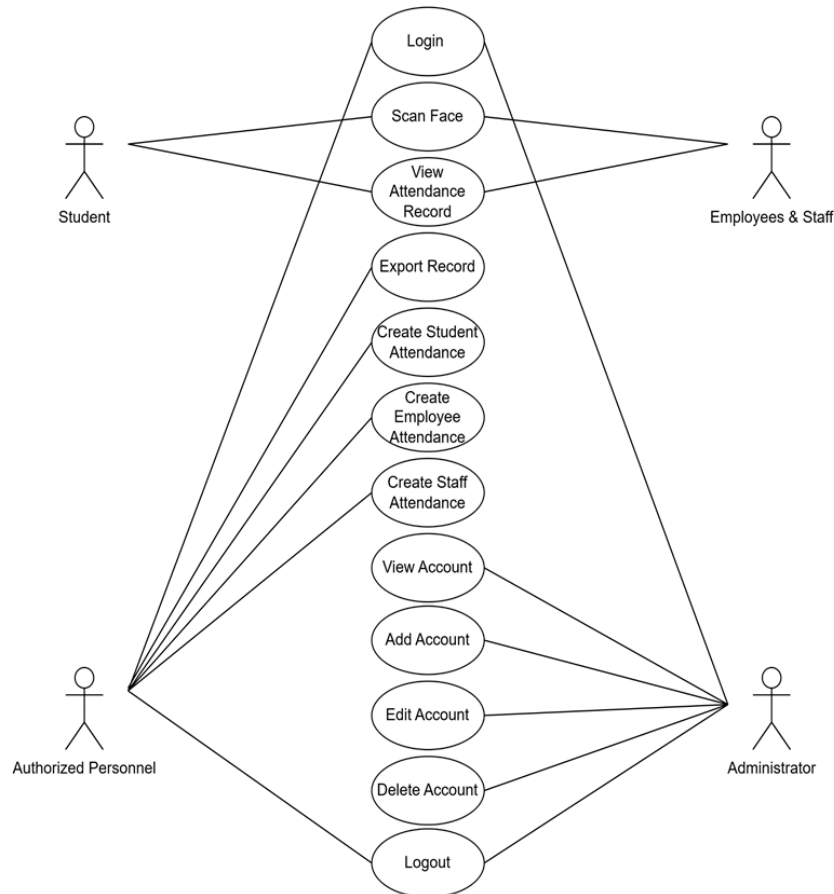 Login
Scan Face
View
Attendance
Record
Student
Employees & Staff
Export Record
Create Student
Attendance
Create
Employee
Attendance
Create Staff
Attendance
View Account
Add Account
Edit Account
Authorized Personnel
Administrator
Delete Account
Logout